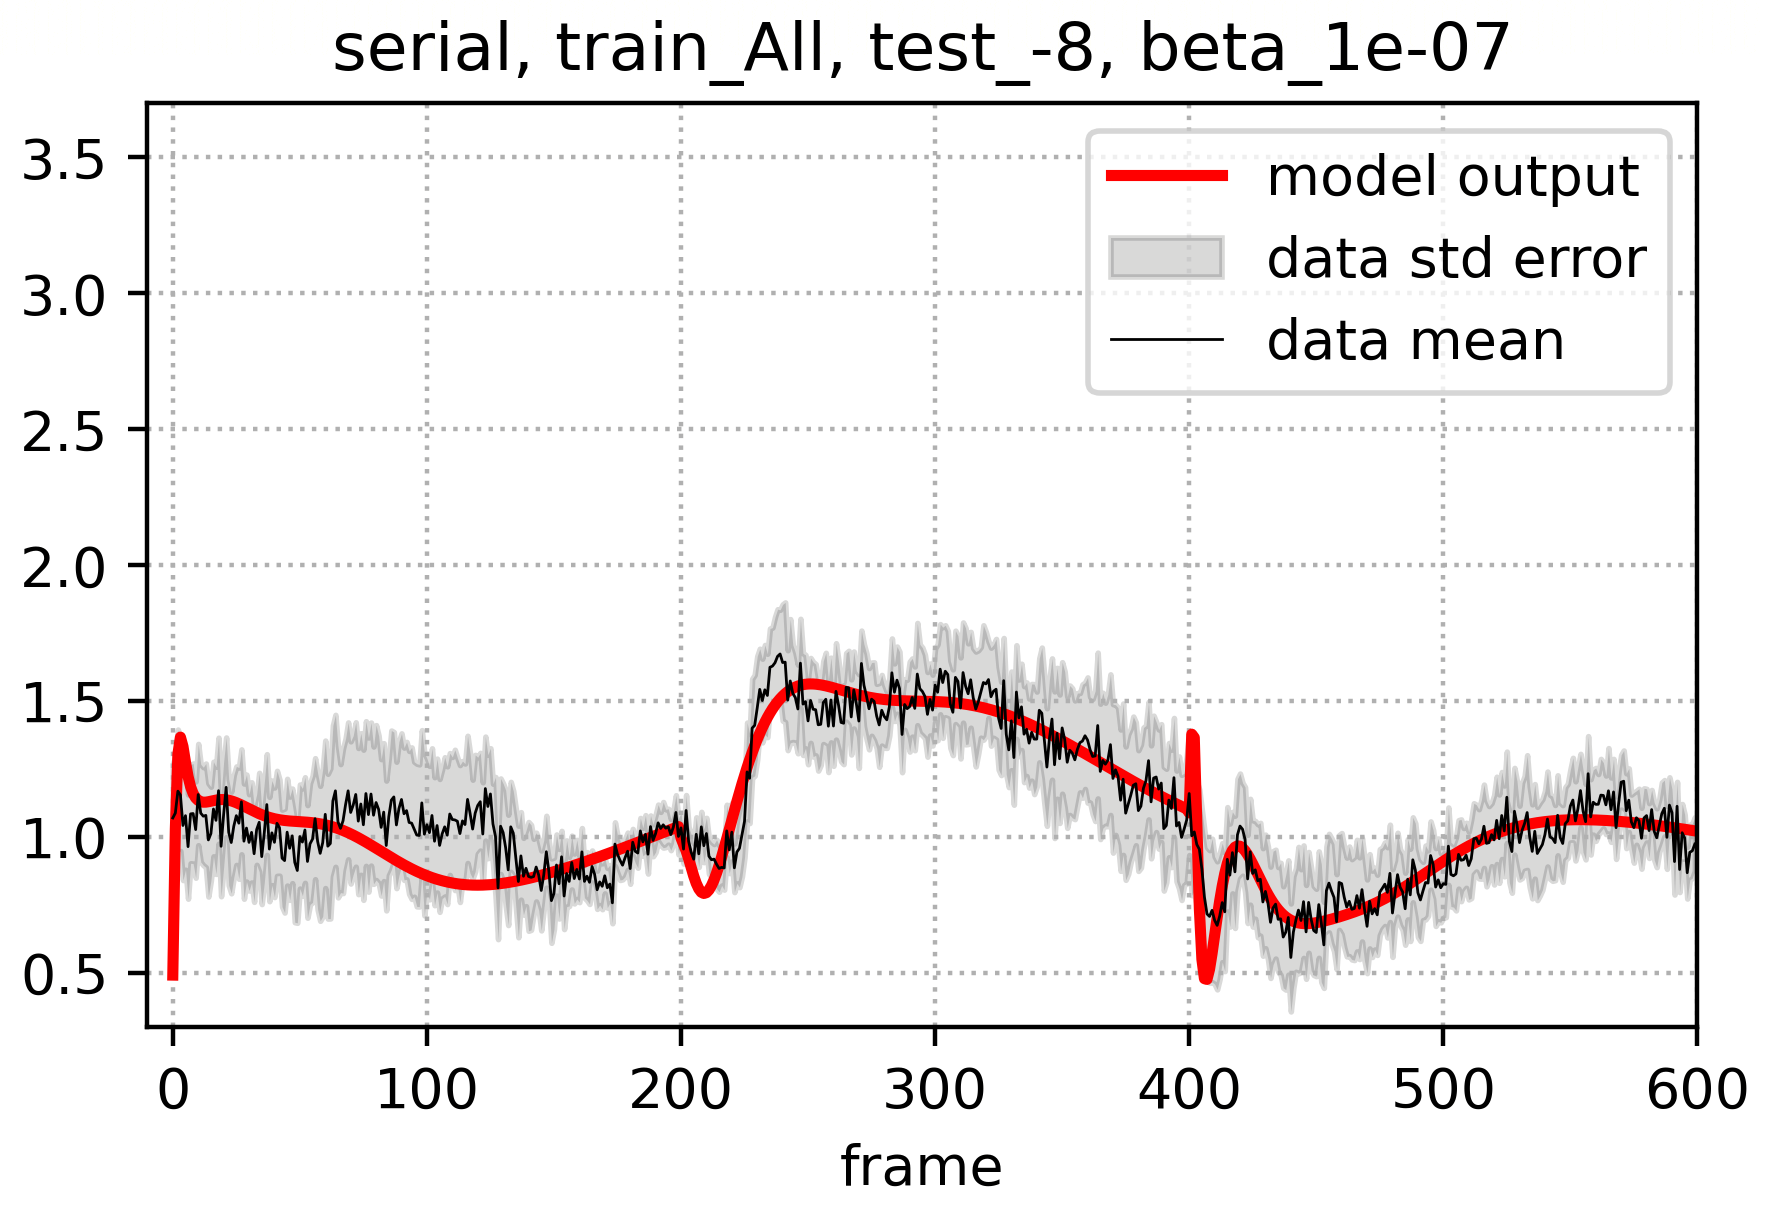 serial, train_All, test_-8, beta_1e-07
3.5
3.0
2.5
2.0
1.5
1.0
0.5
model output
data std error
data mean
0 100 200 300 400 500 600
frame